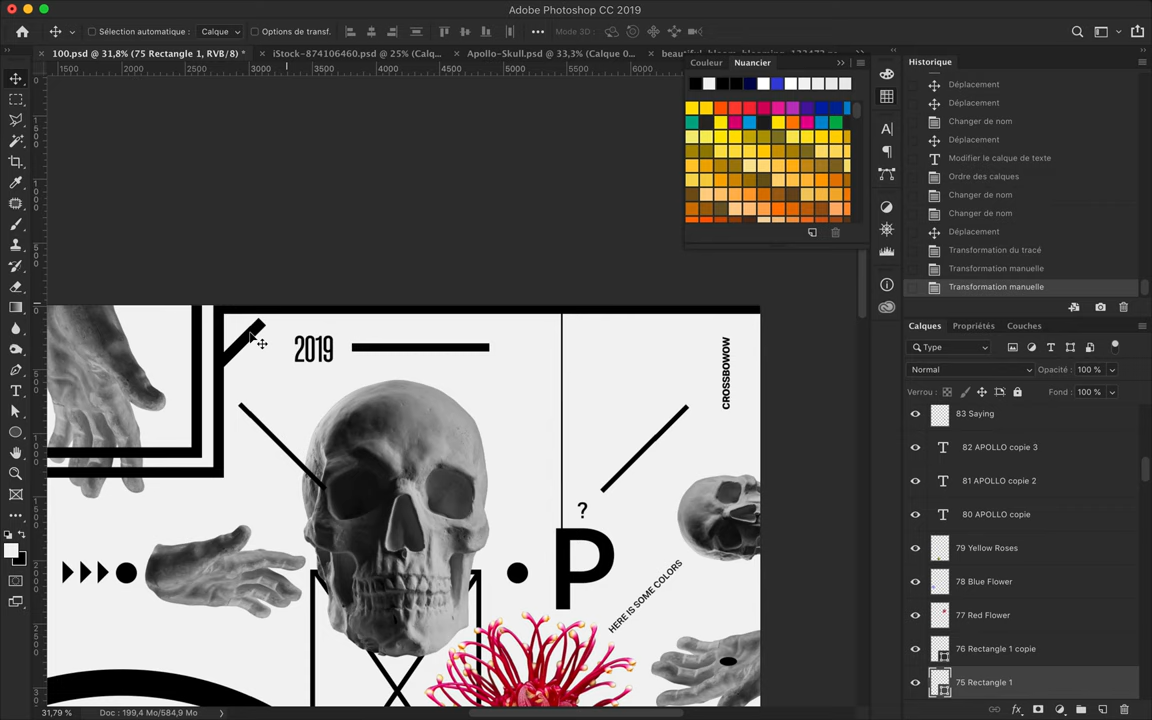 Adobe Photoshop CC 2019
Sélection automatique :
Calque
Options de transf.
Mode 3D :
100.psd @ 31,8% (75 Rectangle 1, RVB/8) *
iStock-874106460.psd @ 25% (Calq...
Apollo-Skull.psd @ 33,3% (Calque 0...
1500
2000
2500
3000
3500
4000
4500
5000
5500
6000
Couleur
Nuancier
Historique
Déplacement
Déplacement
Changer de nom
Déplacement
Modifier le calque de texte
Ordre des calques
Changer de nom
Changer de nom
Déplacement
Transformation du tracé
Transformation manuelle
Transformation manuelle
2019
CROSSBOWOW
?
P
HERE IS SOME COLORS
Calques
Propriétés
Couches
Type
Normal
Opacité :
100 %
Verrou :
Fond :
100 %
83 Saying
82 APOLLO copie 3
81 APOLLO copie 2
80 APOLLO copie
79 Yellow Roses
78 Blue Flower
77 Red Flower
76 Rectangle 1 copie
75 Rectangle 1
31,79 %
Doc : 199,4 Mo/584,9 Mo